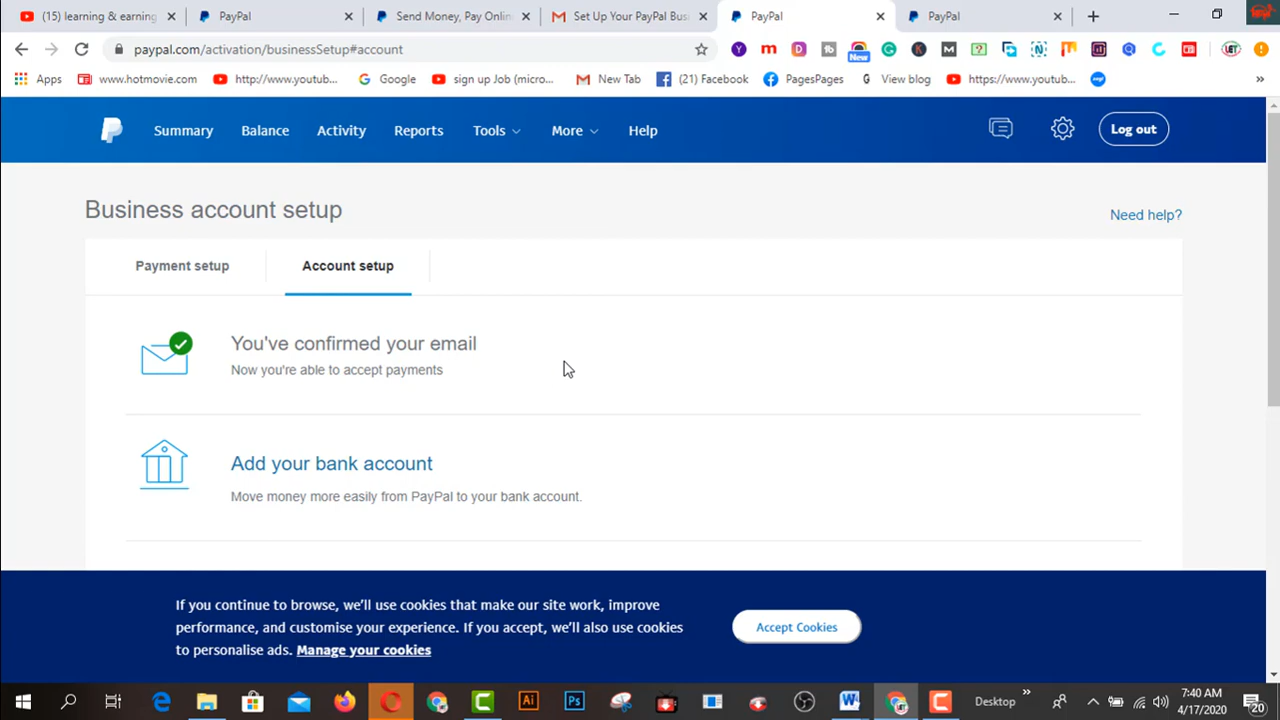 (15) learning & earning
PayPal
Send Money, Pay Onlin
Set Up Your PayPal Busi
PayPal
PayPal
paypal.com/activation/businessSetup#account
New
Apps
www.hotmovie.com
http://www.youtub...
Google
sign up Job (micro...
New Tab
(21) Facebook
PagesPages
View blog
https://www.youtub...
»
Summary
Balance
Activity
Reports
Tools
More
Help
Log out
Business account setup
Need help?
Payment setup
Account setup
You've confirmed your email
Now you're able to accept payments
Add your bank account
Move money more easily from PayPal to your bank account.
If you continue to browse, we'll use cookies that make our site work, improve
performance, and customise your experience. If you accept, we'll also use cookies
to personalise ads. Manage your cookies
Accept Cookies
Desktop
7:40 AM
4/17/2020
20